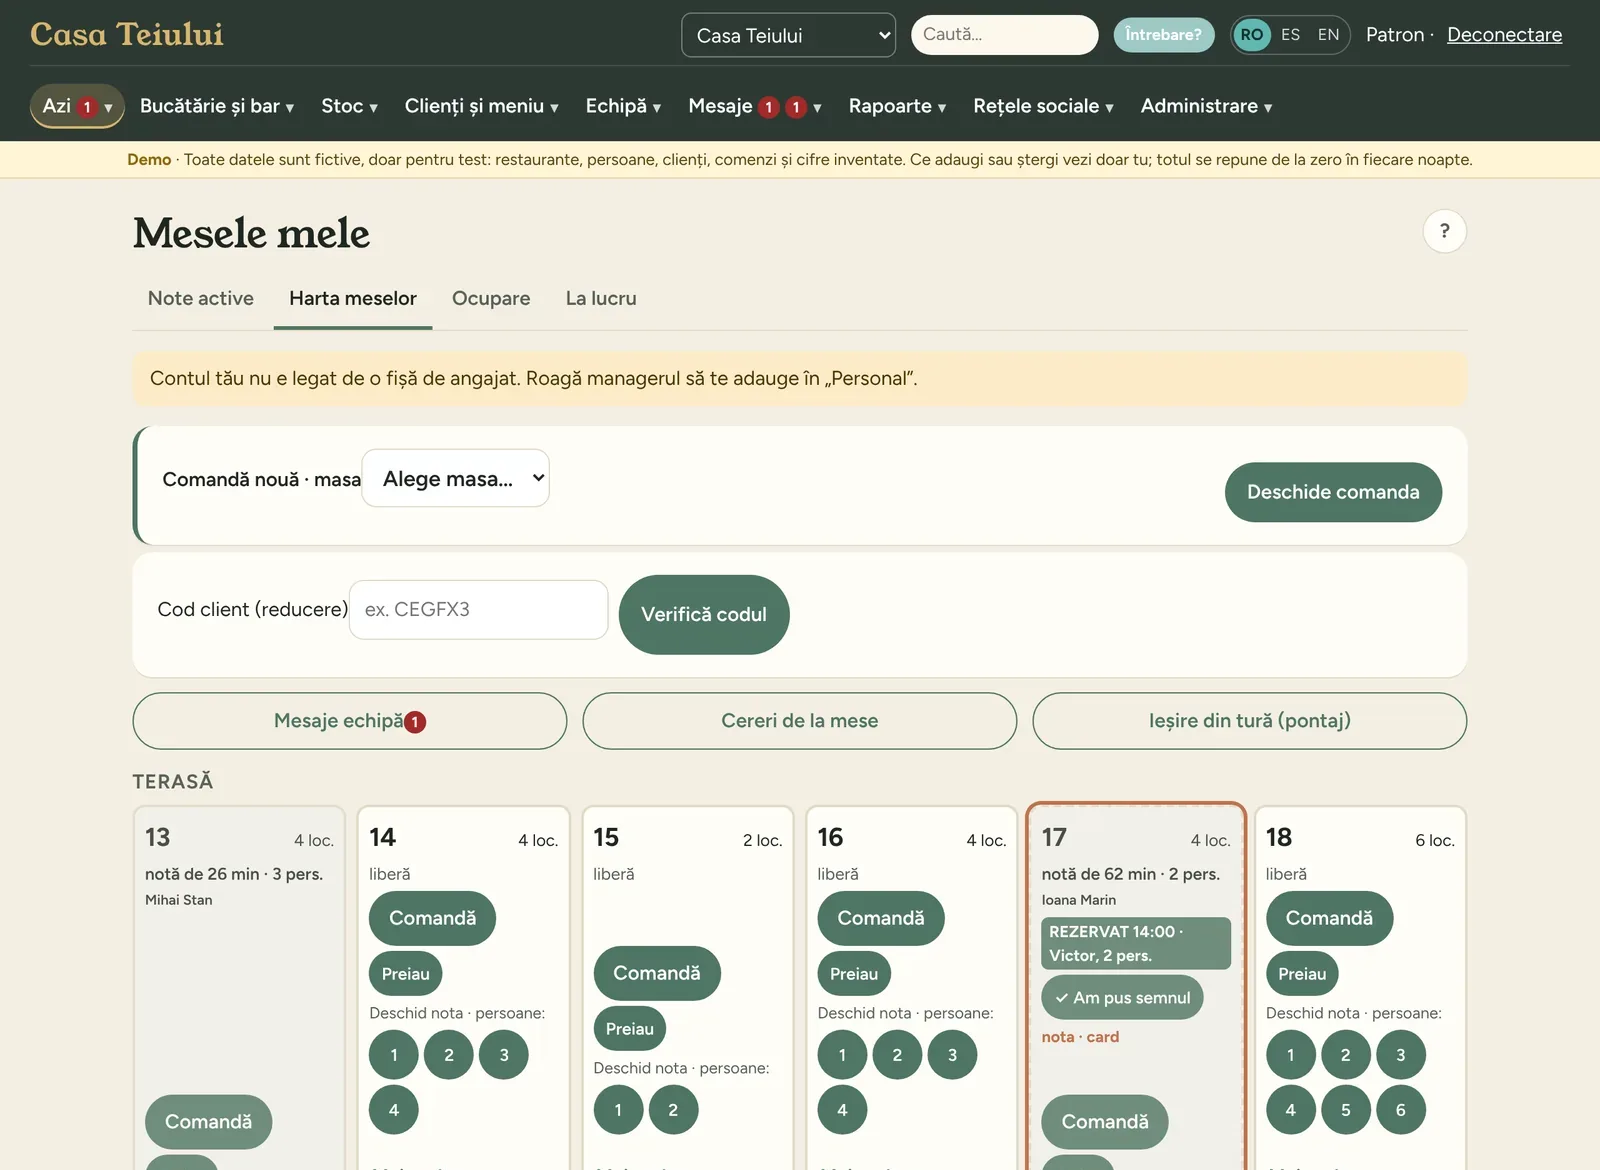 Casa Teiului
Casa Teiului
Caută...
Întrebare?
RO ES EN
Patron · Deconectare
Azi 1 ▾
Bucătărie și bar ▾
Stoc ▾
Clienți și meniu ▾
Echipă ▾
Mesaje 1 1 ▾
Rapoarte ▾
Rețele sociale ▾
Administrare ▾
Demo · Toate datele sunt fictive, doar pentru test: restaurante, persoane, clienți, comenzi și cifre inventate. Ce adaugi sau ștergi vezi doar tu; totul se repune de la zero în fiecare noapte.
Mesele mele
?
Note active
Harta meselor
Ocupare
La lucru
Contul tău nu e legat de o fișă de angajat. Roagă managerul să te adauge în „Personal”.
Comandă nouă · masa
Alege masa...
Deschide comanda
Cod client (reducere)
ex. CEGFX3
Verifică codul
Mesaje echipă 1
Cereri de la mese
Ieșire din tură (pontaj)
TERASĂ
13 4 loc.
notă de 26 min · 3 pers.
Mihai Stan
Comandă
14 4 loc.
liberă
Comandă
Preiau
Deschid nota · persoane:
1 2 3
4
15 2 loc.
liberă
Comandă
Preiau
Deschid nota · persoane:
1 2
16 4 loc.
liberă
Comandă
Preiau
Deschid nota · persoane:
1 2 3
4
17 4 loc.
notă de 62 min · 2 pers.
Ioana Marin
REZERVAT 14:00 ·
Victor, 2 pers.
✓ Am pus semnul
nota · card
Comandă
18 6 loc.
liberă
Comandă
Preiau
Deschid nota · persoane:
1 2 3
4 5 6